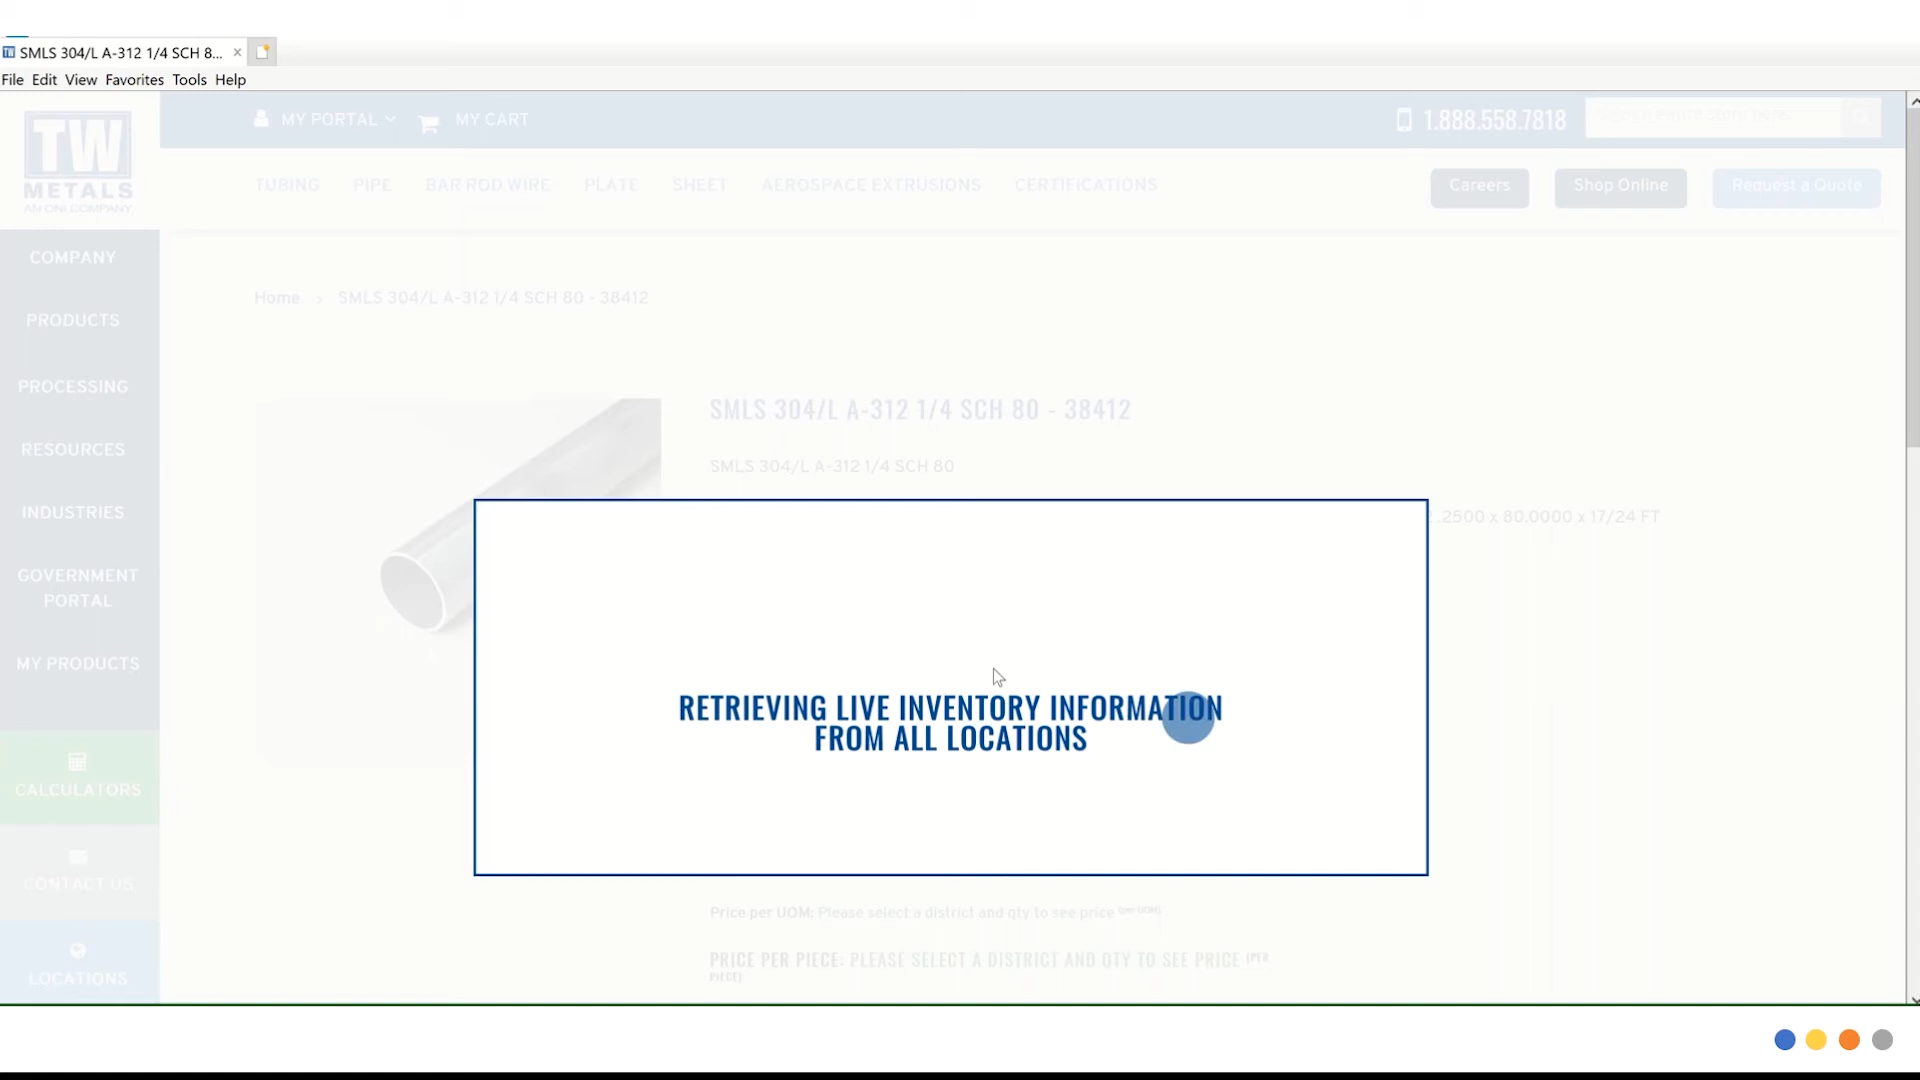 SMLS 304/L A-312 1/4 SCH 8...
File Edit View Favorites Tools Help
TW
METALS
AN O'NEAL COMPANY
MY PORTAL
MY CART
1.888.558.7818
TUBING
PIPE
BAR ROD WIRE
PLATE
SHEET
AEROSPACE EXTRUSIONS
CERTIFICATIONS
Careers
Shop Online
Request a Quote
COMPANY
PRODUCTS
PROCESSING
RESOURCES
INDUSTRIES
GOVERNMENT
PORTAL
MY PRODUCTS
CALCULATORS
CONTACT US
LOCATIONS
Home > SMLS 304/L A-312 1/4 SCH 80 - 38412
SMLS 304/L A-312 1/4 SCH 80 - 38412
SMLS 304/L A-312 1/4 SCH 80
.2500 x 80.0000 x 17/24 FT
RETRIEVING LIVE INVENTORY INFORMATION
FROM ALL LOCATIONS
Price per UOM: Please select a district and qty to see price (per UOM)
PRICE PER PIECE: PLEASE SELECT A DISTRICT AND QTY TO SEE PRICE (PER
PIECE)